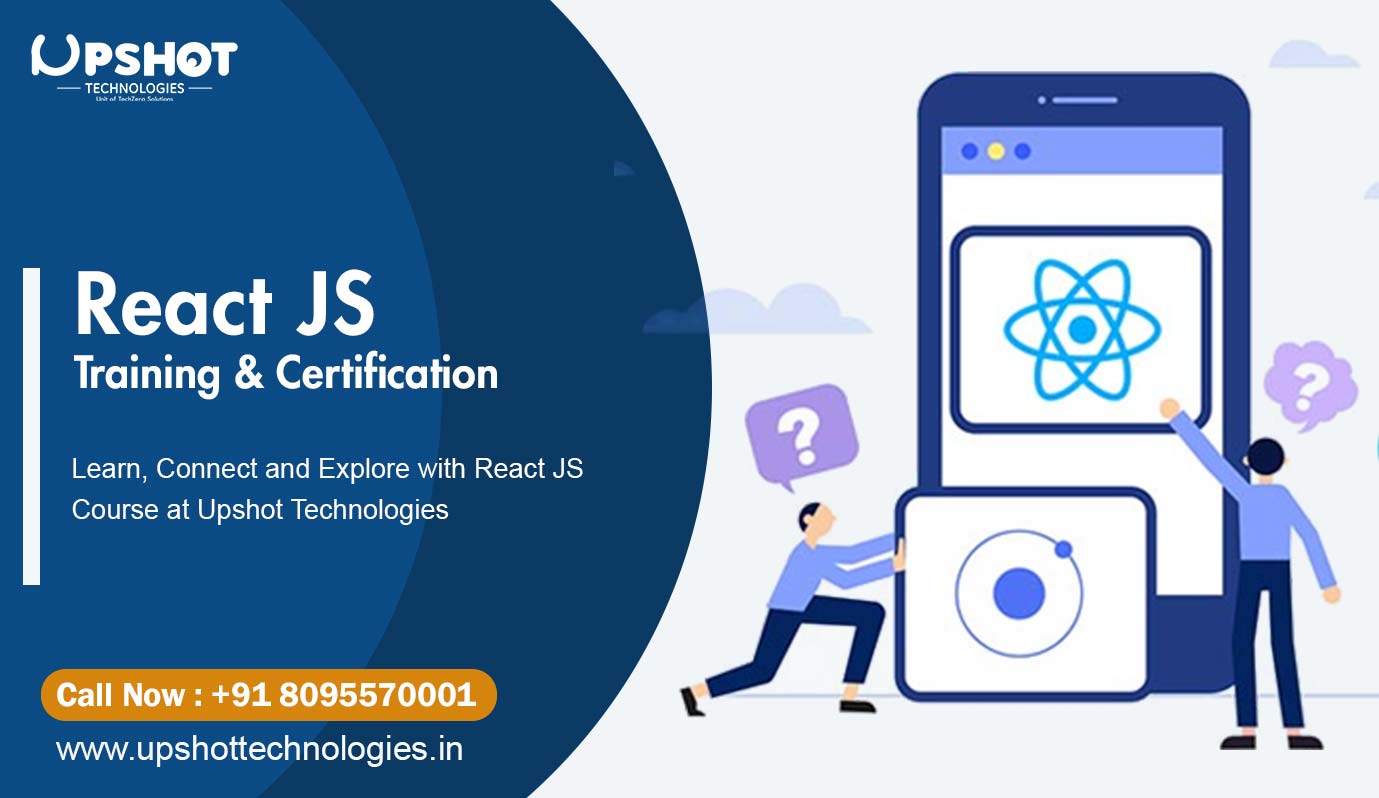 UPSHOT
TECHNOLOGIES
Unit of TechZero Solutions
React JS
Training & Certification
Learn, Connect and Explore with React JS
Course at Upshot Technologies
Call Now : +91 8095570001
www.upshottechnologies.in
?
?